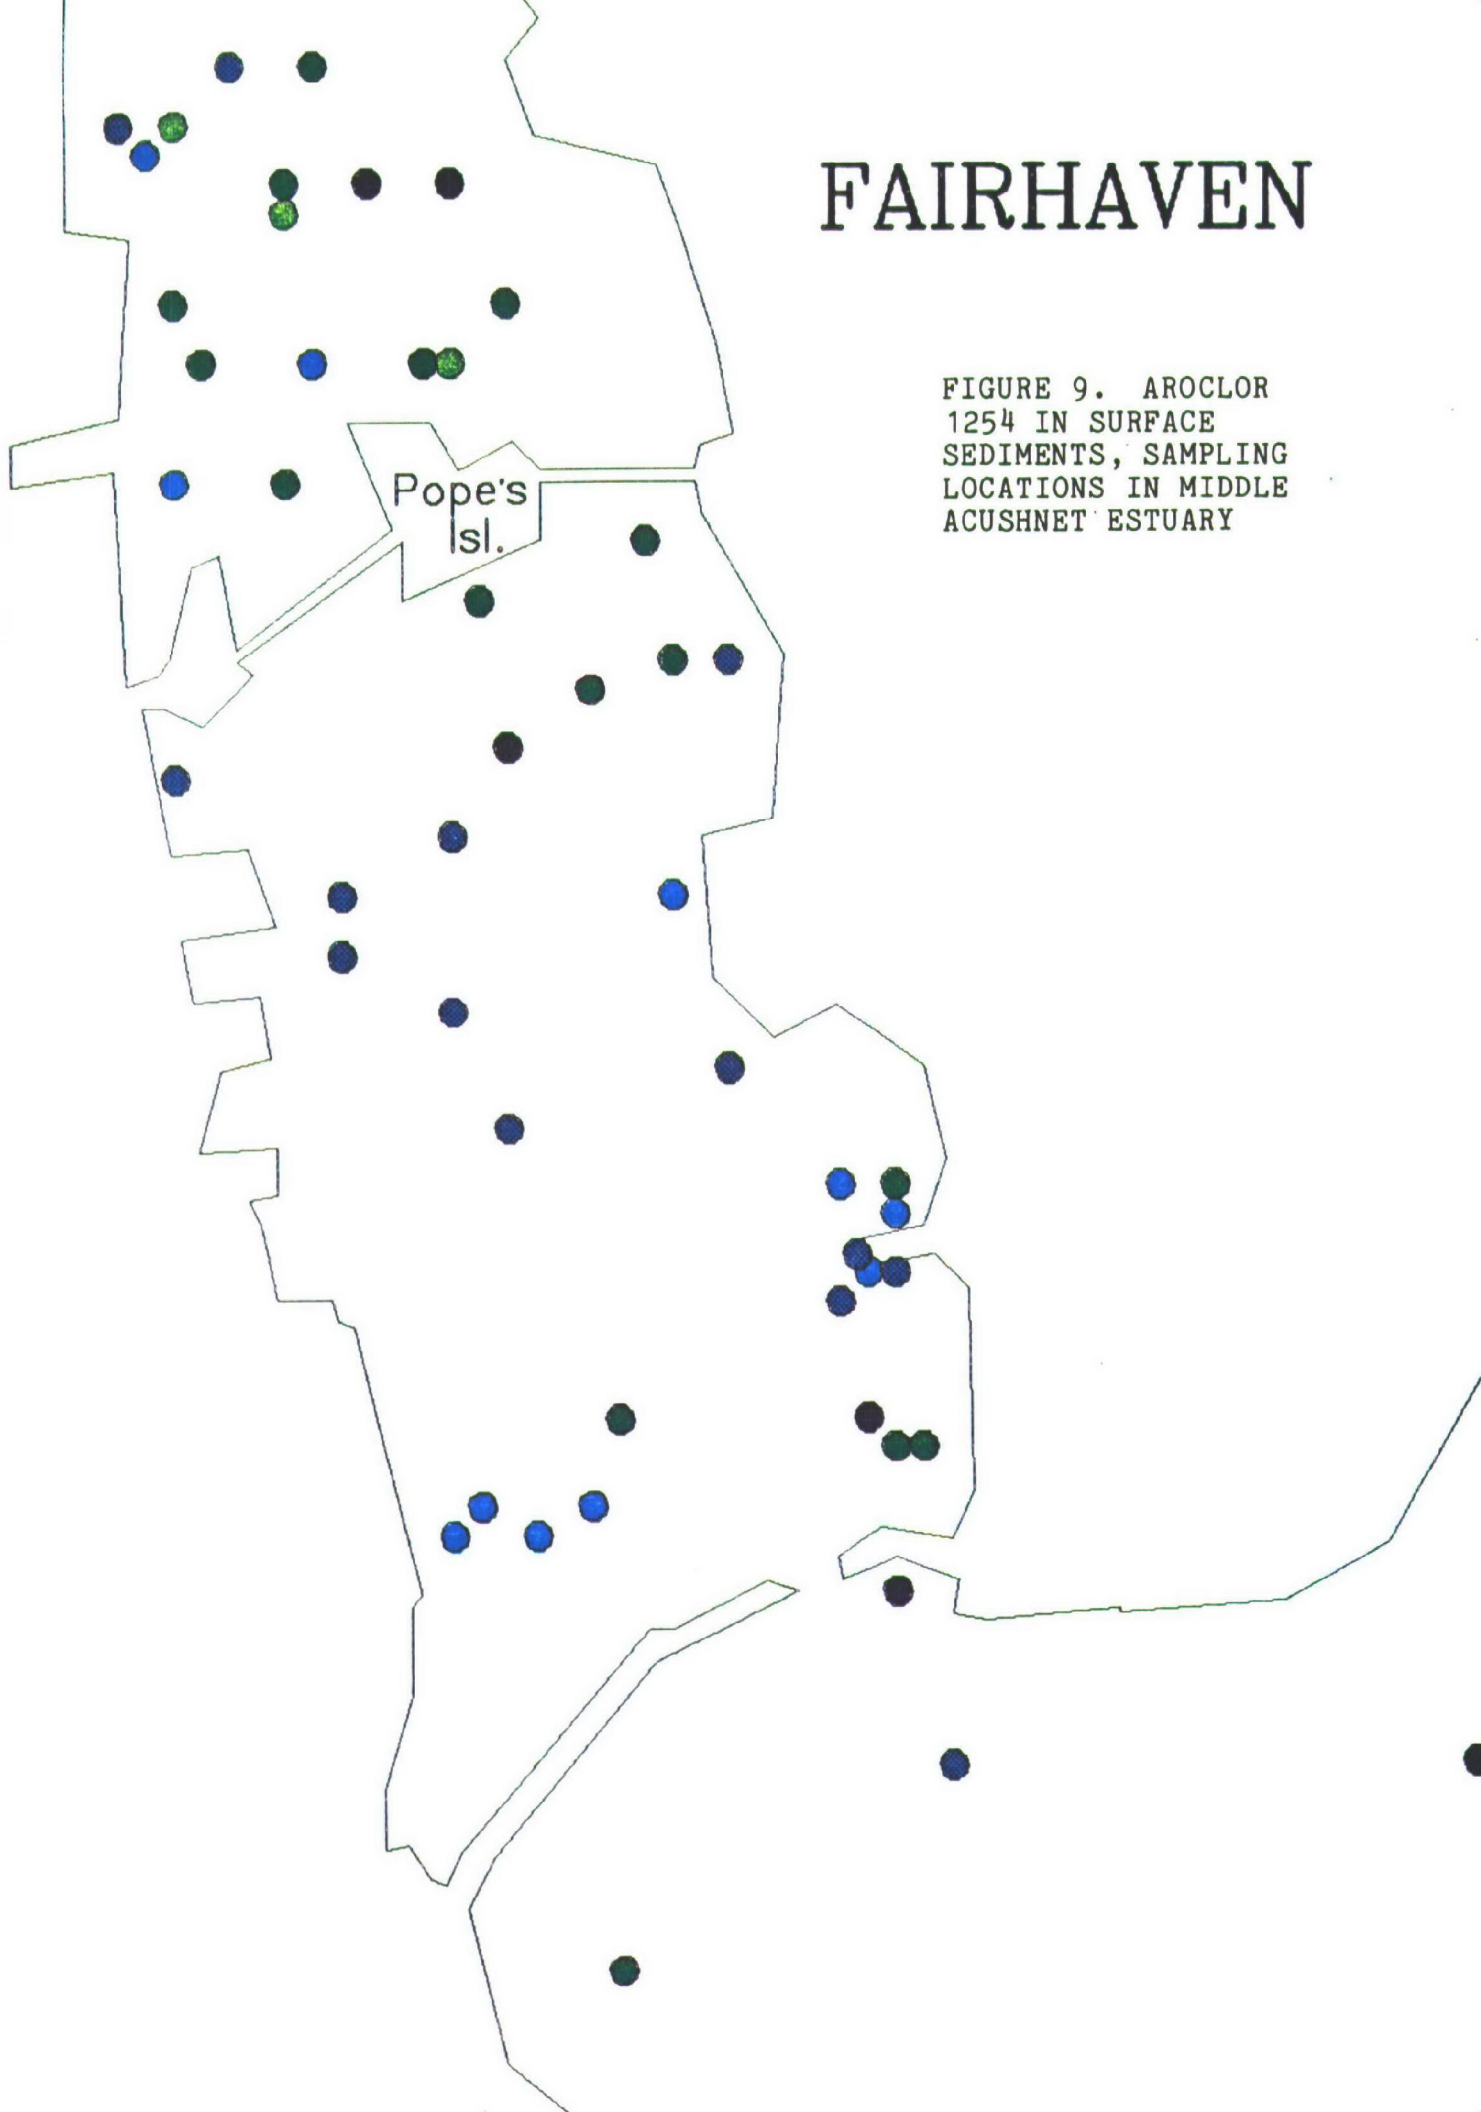 FAIRHAVEN
FIGURE 9. AROCLOR
1254 IN SURFACE
SEDIMENTS, SAMPLING
LOCATIONS IN MIDDLE
ACUSHNET ESTUARY
Pope's
Isl.